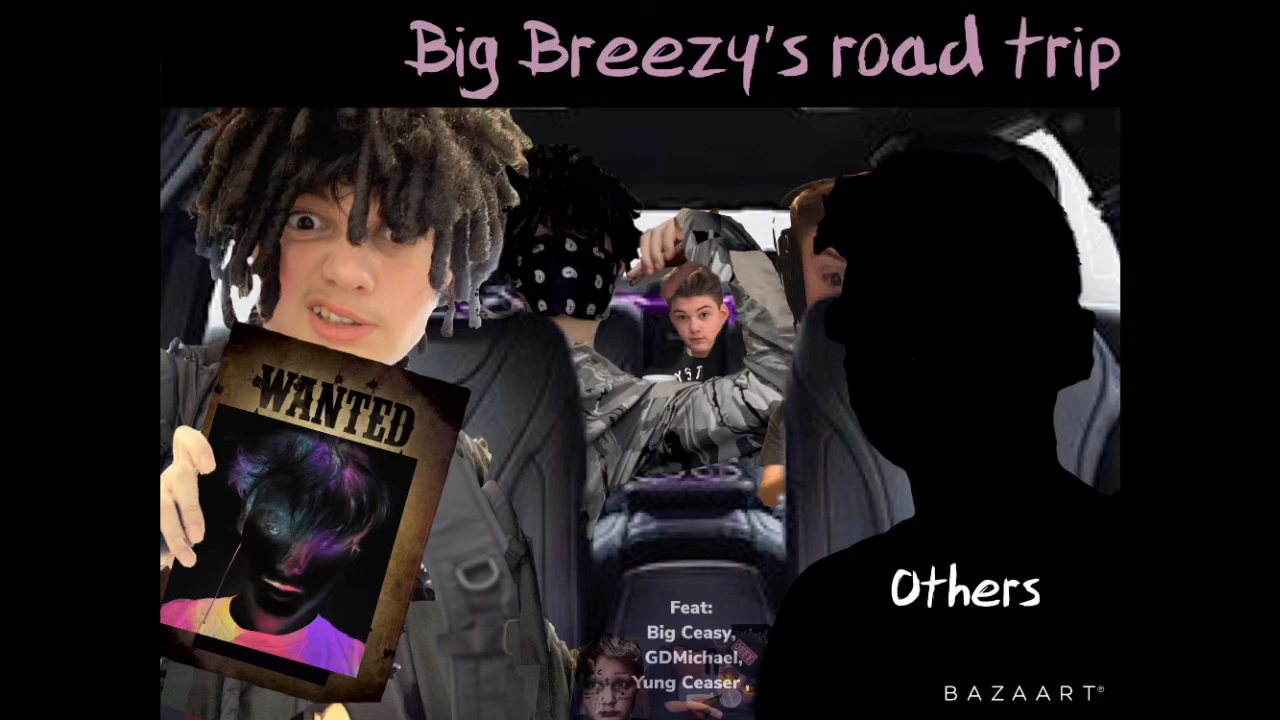 Big Breezy's road trip
WANTED
Others
Feat:
Big Ceasy,
GDMichael,
Yung Ceaser ,
BAZAART®